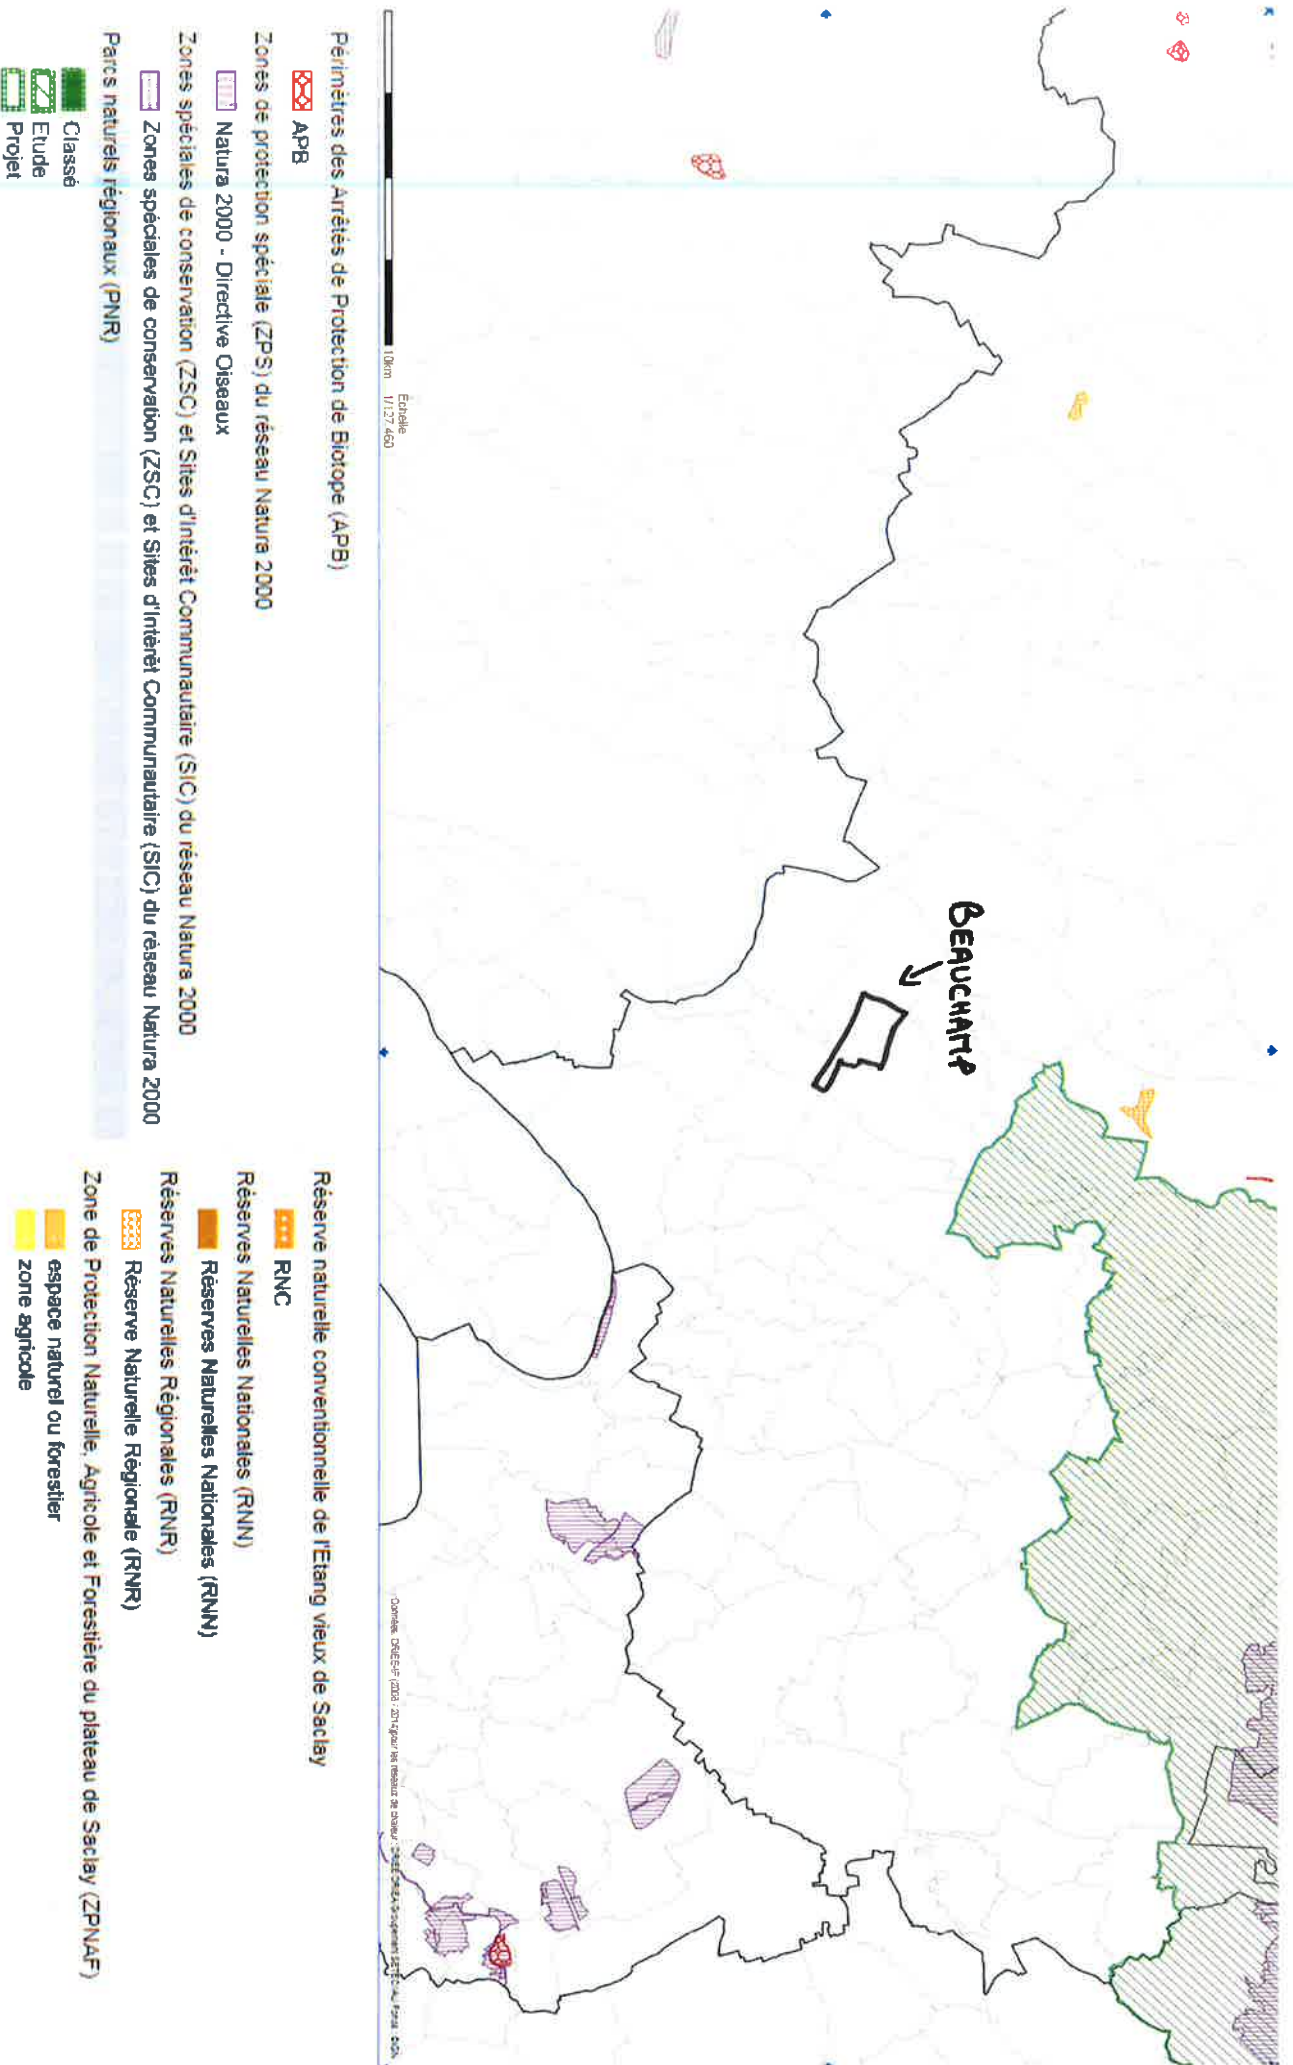 BEAUCHAMP
Échelle
10km 1/127 460
Périmètres des Arrêtés de Protection de Biotope (APB)
APB
Zones de protection spéciale (ZPS) du réseau Natura 2000
Natura 2000 - Directive Oiseaux
Zones spéciales de conservation (ZSC) et Sites d'Intérêt Communautaire (SIC) du réseau Natura 2000
Zones spéciales de conservation (ZSC) et Sites d'Intérêt Communautaire (SIC) du réseau Natura 2000
Parcs naturels régionaux (PNR)
Classé
Etude
Projet
Réserve naturelle conventionnelle de l'Etang vieux de Saclay
RNC
Réserves Naturelles Nationales (RNN)
Réserves Naturelles Nationales (RNN)
Réserves Naturelles Régionales (RNR)
Réserve Naturelle Régionale (RNR)
Zone de Protection Naturelle, Agricole et Forestière du plateau de Saclay (ZPNAF)
espace naturel ou forestier
zone agricole